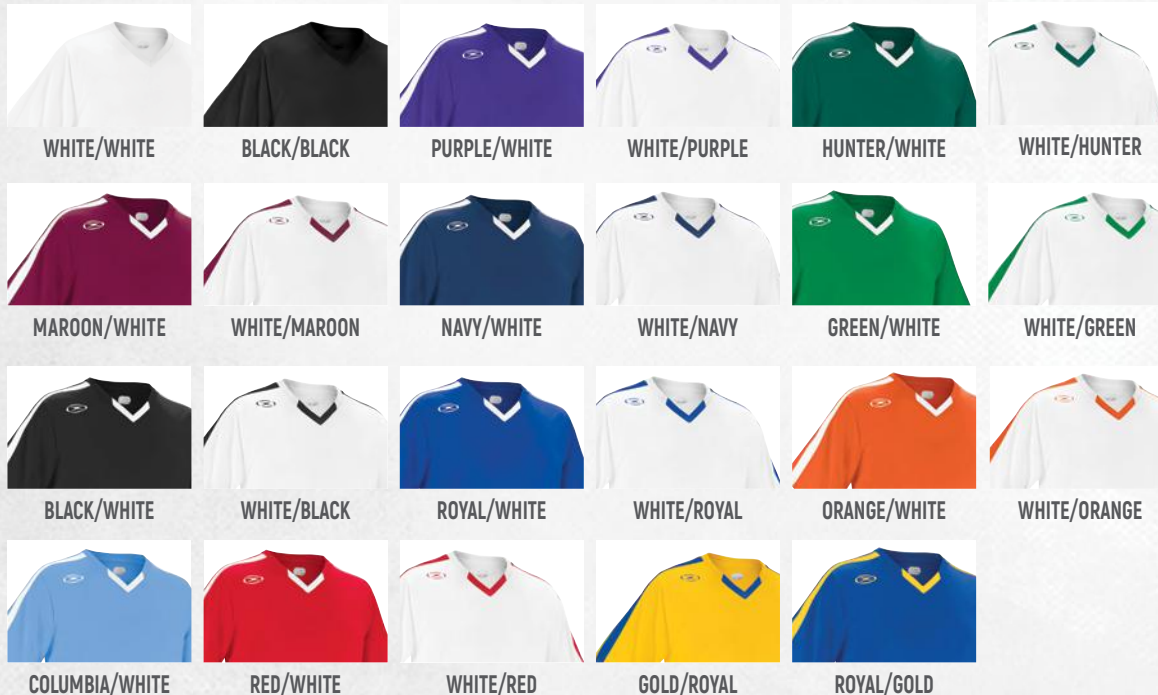 WHITE/WHITE
BLACK/BLACK
PURPLE/WHITE
WHITE/PURPLE
HUNTER/WHITE
WHITE/HUNTER
MAROON/WHITE
WHITE/MAROON
NAVY/WHITE
WHITE/NAVY
GREEN/WHITE
WHITE/GREEN
BLACK/WHITE
WHITE/BLACK
ROYAL/WHITE
WHITE/ROYAL
ORANGE/WHITE
WHITE/ORANGE
COLUMBIA/WHITE
RED/WHITE
WHITE/RED
GOLD/ROYAL
ROYAL/GOLD